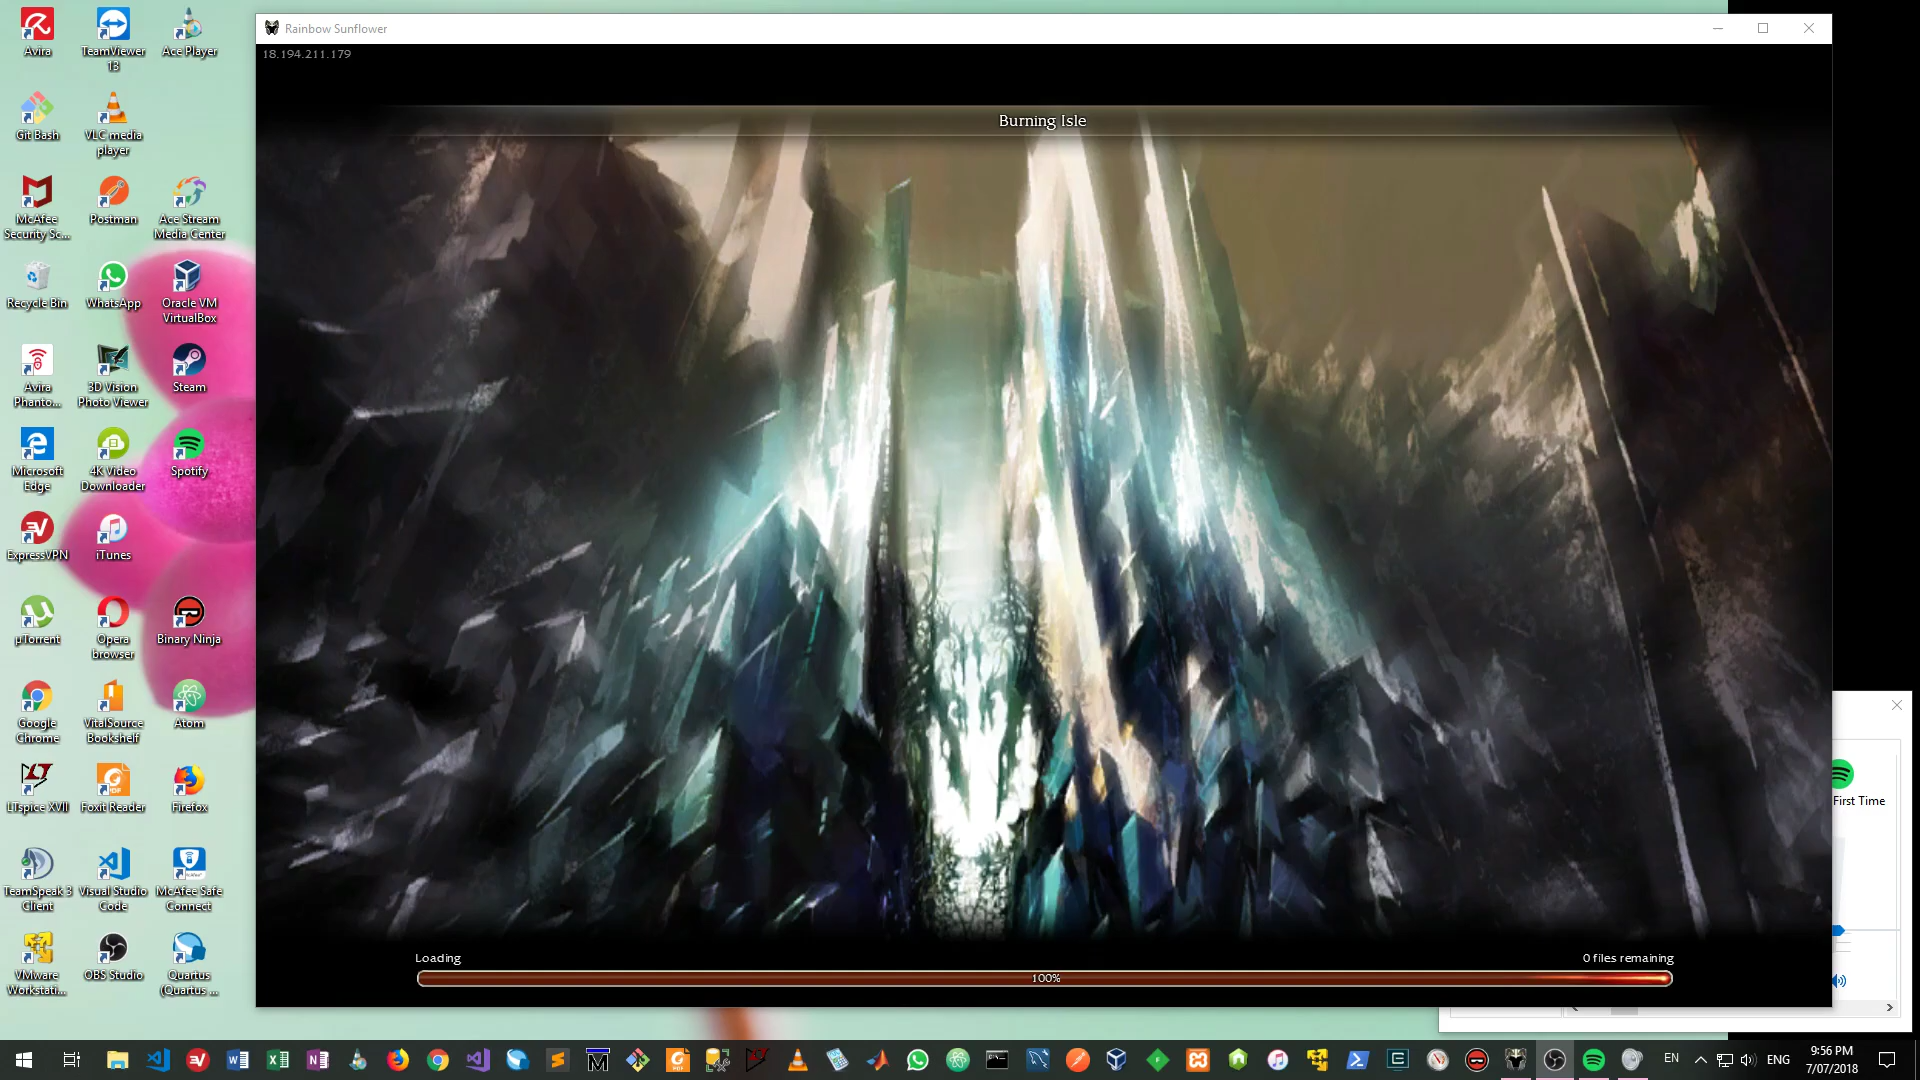 Rainbow Sunflower
18.194.211.179
Burning Isle
Loading
0 files remaining
100%
Avira
TeamViewer
13
Ace Player
Git Bash
VLC media
player
McAfee
Security Sc...
Postman
Ace Stream
Media Center
Recycle Bin
WhatsApp
Oracle VM
VirtualBox
Avira
Phanto...
3D Vision
Photo Viewer
Steam
Microsoft
Edge
4K Video
Downloader
Spotify
ExpressVPN
iTunes
µTorrent
Opera
browser
Binary Ninja
Google
Chrome
VitalSource
Bookshelf
Atom
LTspice XVII
Foxit Reader
Firefox
TeamSpeak 3
Client
Visual Studio
Code
McAfee Safe
Connect
VMware
Workstati...
OBS Studio
Quartus
(Quartus ...
First Time
EN
ENG
9:56 PM
7/07/2018